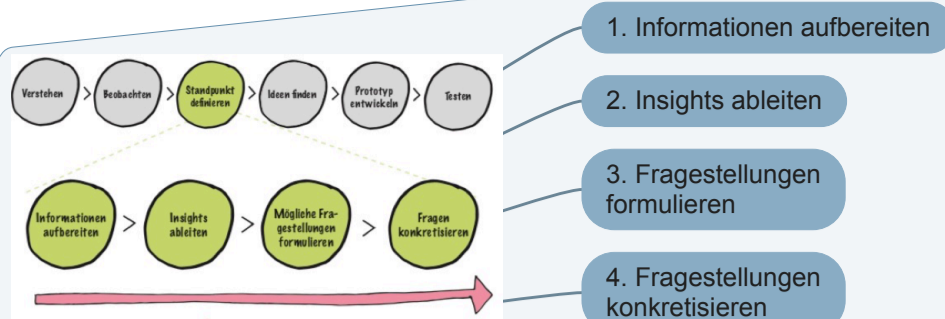 1. Informationen aufbereiten
2. Insights ableiten
3. Fragestellungen
formulieren
4. Fragestellungen
konkretisieren
Verstehen > Beobachten > Standpunkt
definieren > Ideen finden > Prototyp
entwickeln > Testen
Informationen
aufbereiten >
Insights
ableiten >
Mögliche Fra-
gestellungen
formulieren >
Fragen
konkretisieren